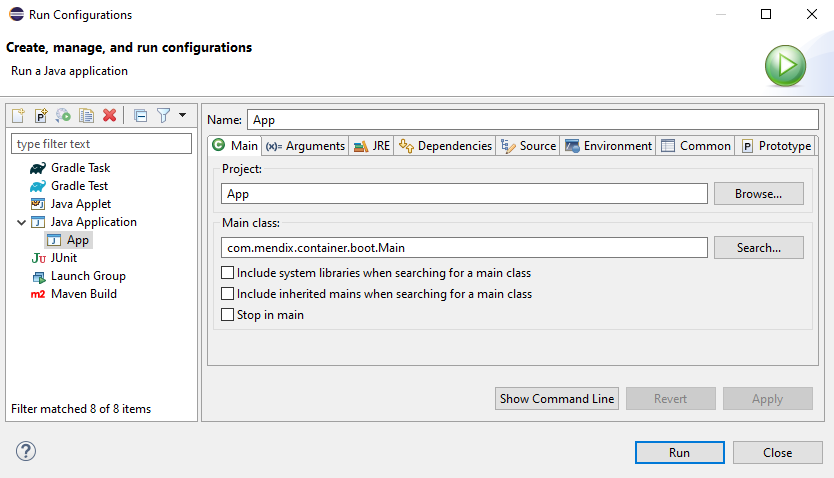 Run Configurations
Create, manage, and run configurations
Run a Java application
type filter text
Gradle Task
Gradle Test
Java Applet
Java Application
App
JUnit
Launch Group
Maven Build
Filter matched 8 of 8 items
Name: App
Main (x)= Arguments JRE Dependencies Source Environment Common Prototype
Project:
App Browse...
Main class:
com.mendix.container.boot.Main Search...
Include system libraries when searching for a main class
Include inherited mains when searching for a main class
Stop in main
Show Command Line Revert Apply
Run Close